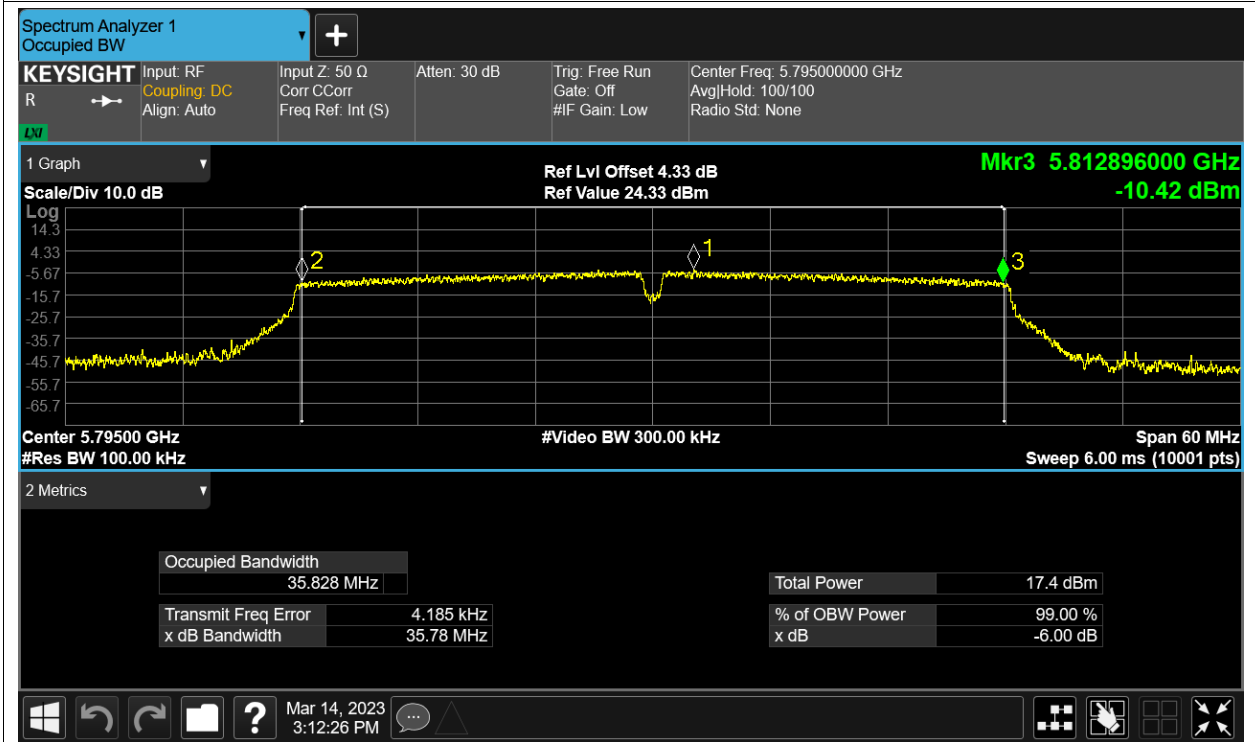 Spectrum Analyzer 1
Occupied BW
KEYSIGHT
R
LXI
Input: RF
Coupling: DC
Align: Auto
Input Z: 50 Ω
Corr CCorr
Freq Ref: Int (S)
Atten: 30 dB
Trig: Free Run
Gate: Off
#IF Gain: Low
Center Freq: 5.795000000 GHz
Avg|Hold: 100/100
Radio Std: None
1 Graph
Scale/Div 10.0 dB
Ref Lvl Offset 4.33 dB
Ref Value 24.33 dBm
Mkr3 5.812896000 GHz
-10.42 dBm
Log
14.3
4.33
-5.67
-15.7
-25.7
-35.7
-45.7
-55.7
-65.7
2
1
3
Center 5.79500 GHz
#Res BW 100.00 kHz
#Video BW 300.00 kHz
Span 60 MHz
Sweep 6.00 ms (10001 pts)
2 Metrics
Occupied Bandwidth
35.828 MHz
Transmit Freq Error 4.185 kHz
x dB Bandwidth 35.78 MHz
Total Power 17.4 dBm
% of OBW Power 99.00 %
x dB -6.00 dB
?
Mar 14, 2023
3:12:26 PM